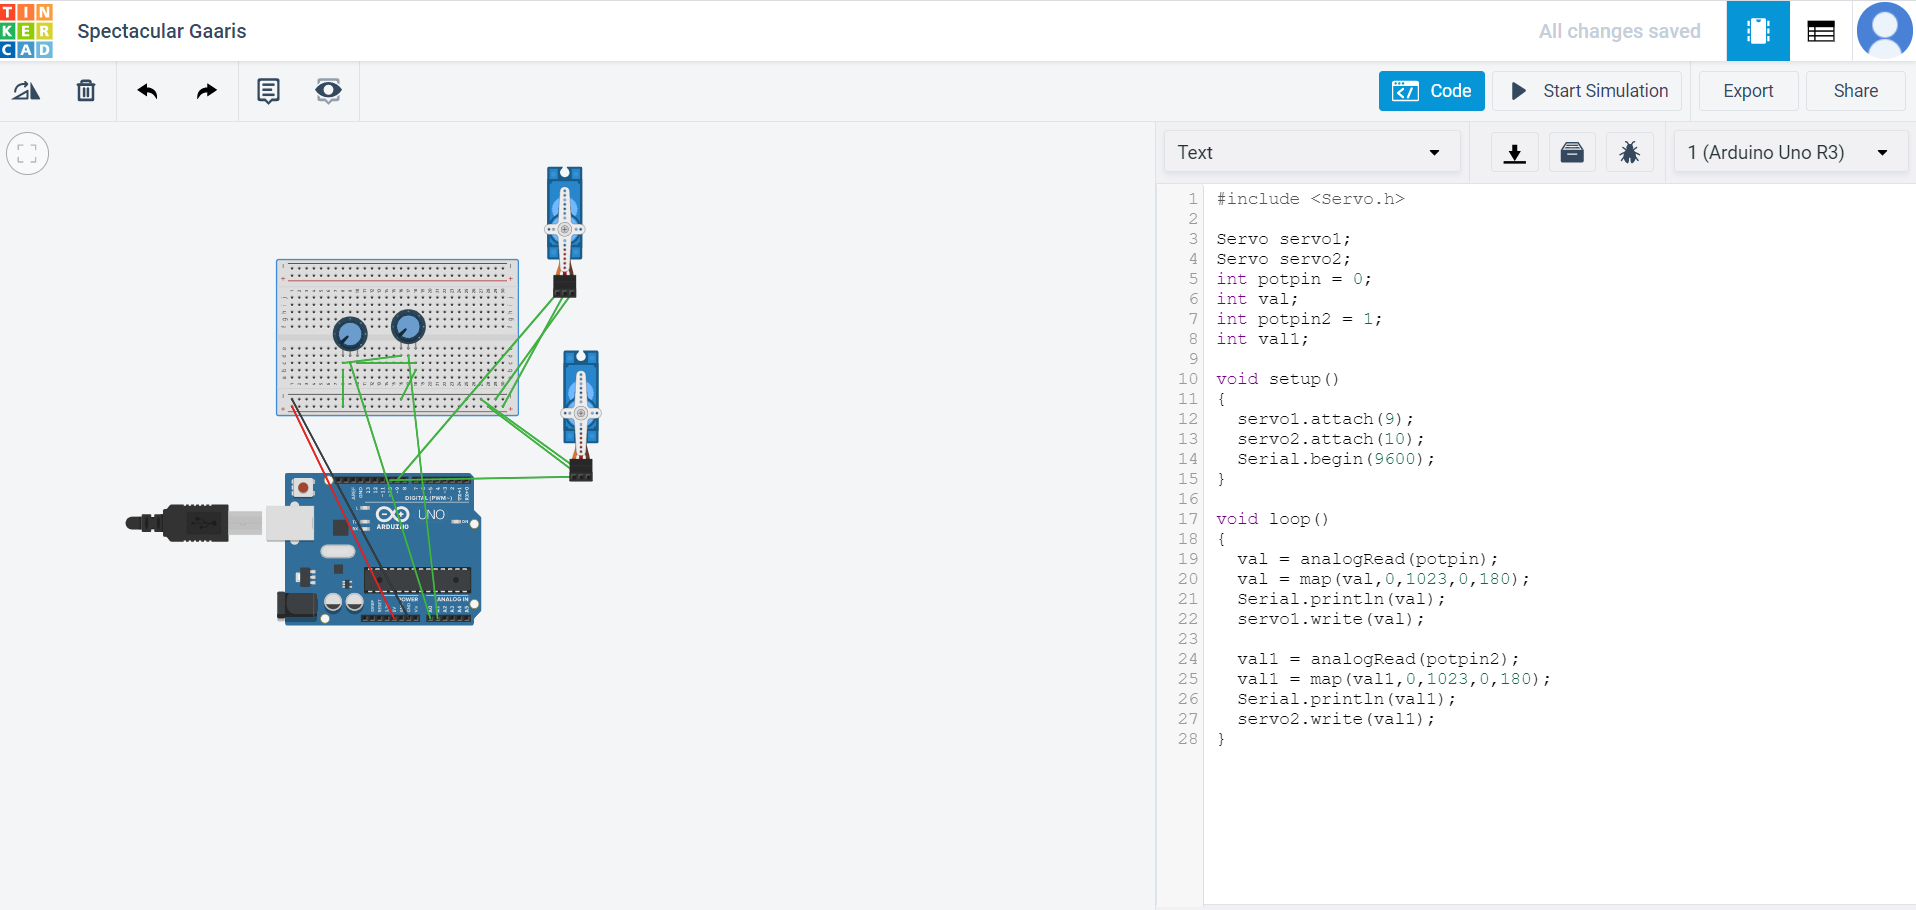 TIN
KER
CAD
Spectacular Gaaris
All changes saved
Code
Start Simulation
Export
Share
Text
1 (Arduino Uno R3)
1 #include <Servo.h>
2
3 Servo servo1;
4 Servo servo2;
5 int potpin = 0;
6 int val;
7 int potpin2 = 1;
8 int val1;
9
10 void setup()
11 {
12 servo1.attach(9);
13 servo2.attach(10);
14 Serial.begin(9600);
15 }
16
17 void loop()
18 {
19 val = analogRead(potpin);
20 val = map(val,0,1023,0,180);
21 Serial.println(val);
22 servo1.write(val);
23
24 val1 = analogRead(potpin2);
25 val1 = map(val1,0,1023,0,180);
26 Serial.println(val1);
27 servo2.write(val1);
28 }
DIGITAL (PWM~)
UNO
ARDUINO
POWER
ANALOG IN